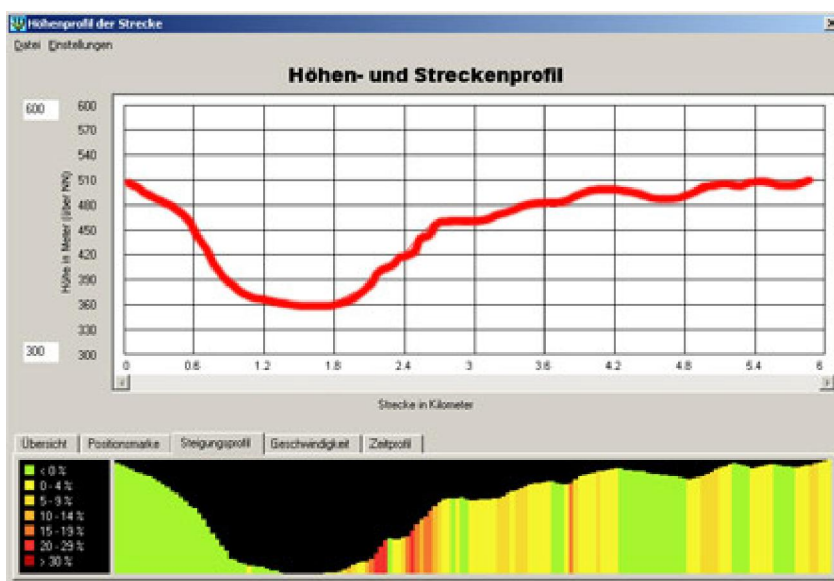 Höhenprofil der Strecke
Datei Einstellungen
Höhen- und Streckenprofil
600
600
570
540
510
480
450
420
390
360
330
300
300
Höhe in Meter (über NN)
0 0.6 1.2 1.8 2.4 3 3.6 4.2 4.8 5.4 6
Strecke in Kilometer
Übersicht Positionsmarke Steigungsprofil Geschwindigkeit Zeitprofil
< 0 %
0 - 4 %
5 - 9 %
10 - 14 %
15 - 19 %
20 - 29 %
> 30 %